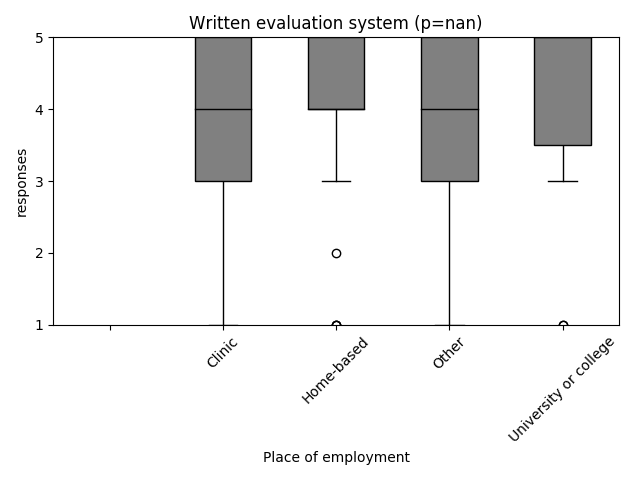 Written evaluation system (p=nan)
responses
5
4
3
2
1
Clinic
Home-based
Other
University or college
Place of employment